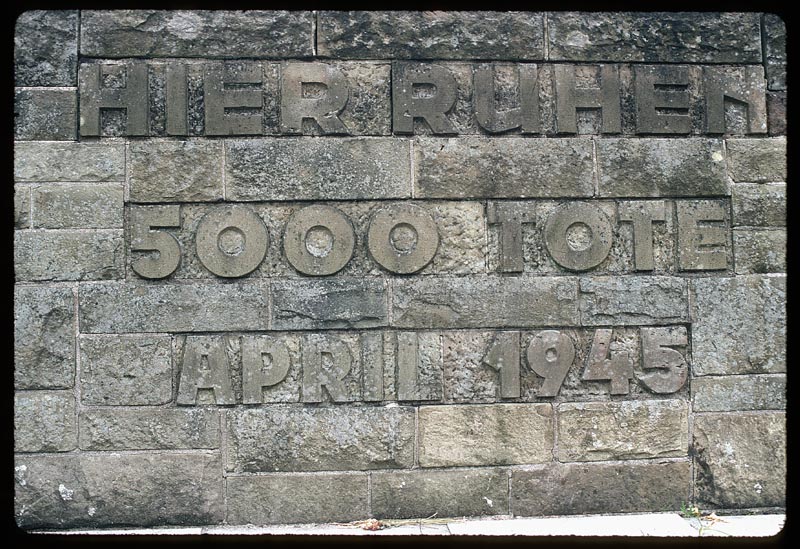 HIER RUHEN
5000 TOTE
APRIL 1945